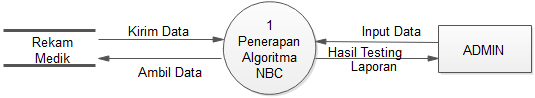 Rekam
Medik
Kirim Data
Ambil Data
1
Penerapan
Algoritma
NBC
Input Data
Hasil Testing
Laporan
ADMIN